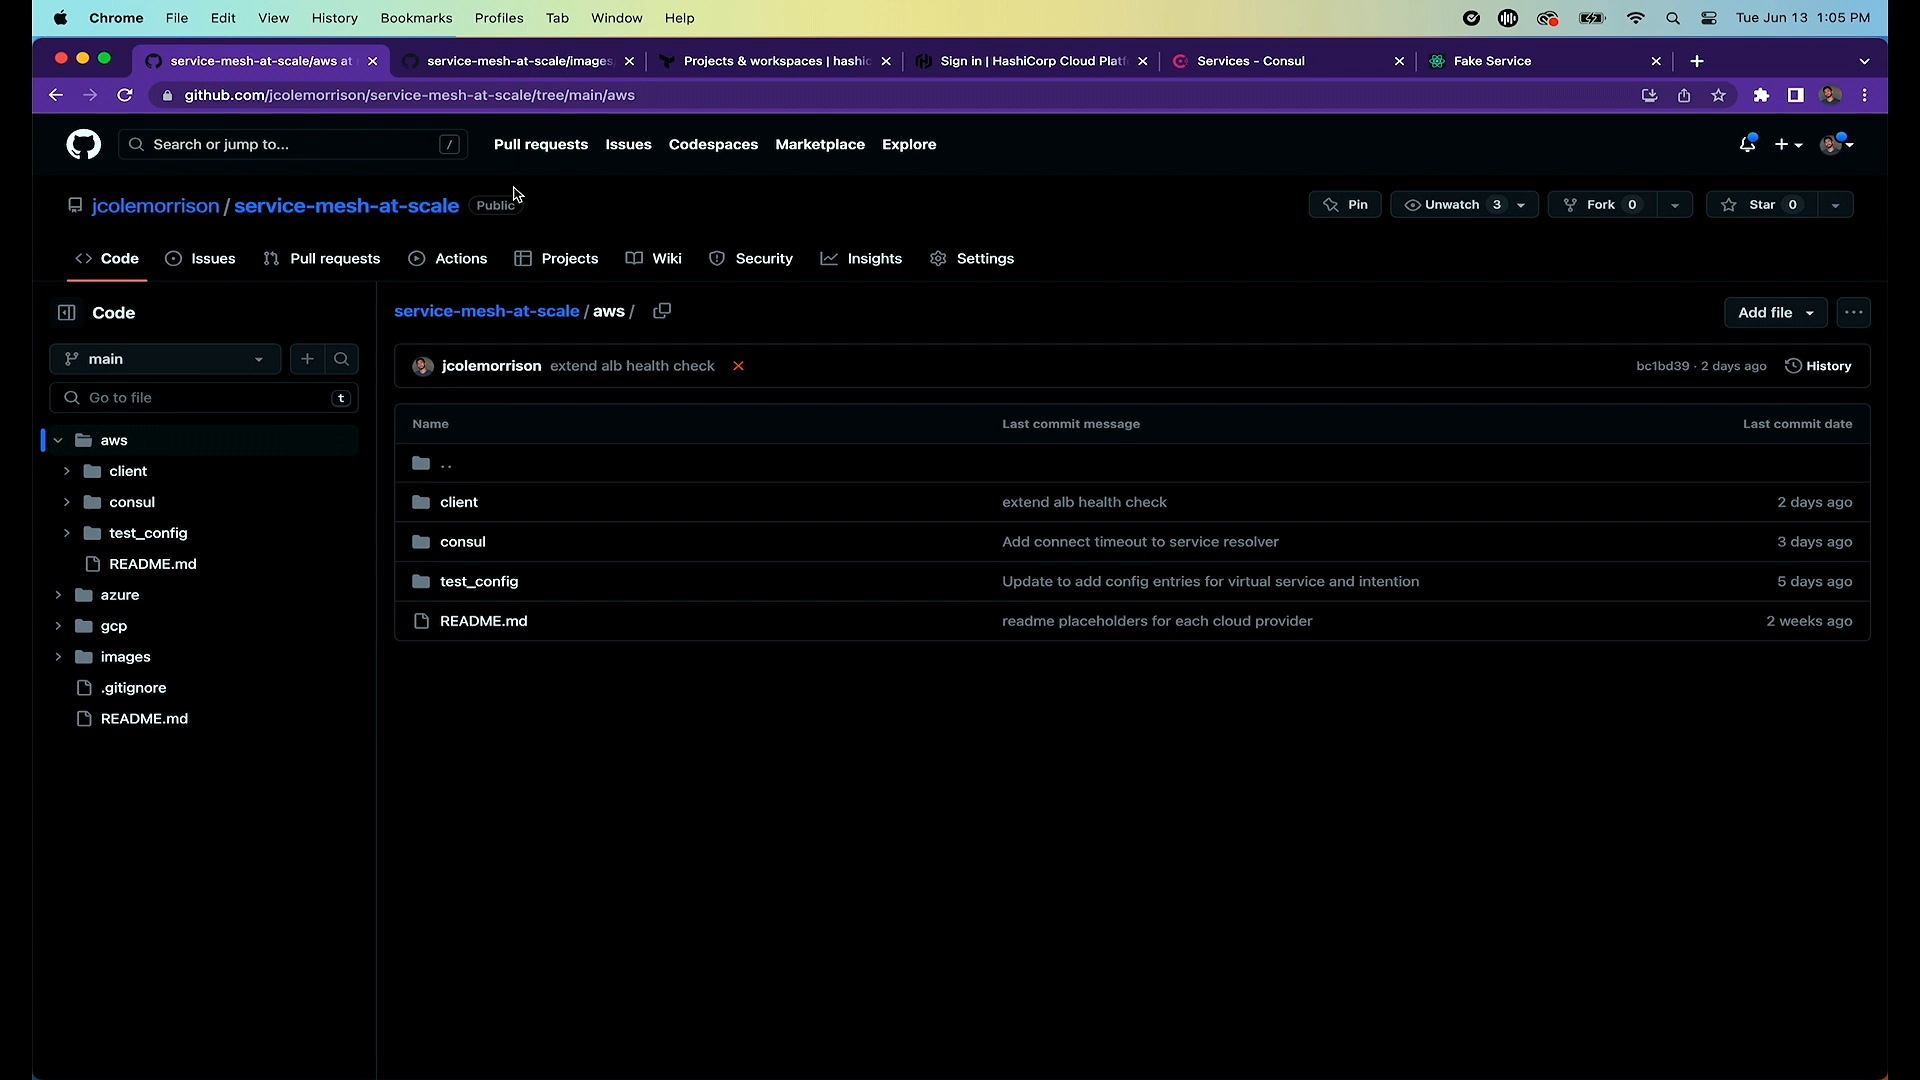 Chrome File Edit View History Bookmarks Profiles Tab Window Help Tue Jun 13 1:05 PM
service-mesh-at-scale/aws at service-mesh-at-scale/images, Projects & workspaces | hashic Sign in | HashiCorp Cloud Platf Services - Consul Fake Service
github.com/jcolemorrison/service-mesh-at-scale/tree/main/aws
Search or jump to... / Pull requests Issues Codespaces Marketplace Explore
jcolemorrison / service-mesh-at-scale Public Pin Unwatch 3 Fork 0 Star 0
Code Issues Pull requests Actions Projects Wiki Security Insights Settings
Code
main
Go to file t
aws
client
consul
test_config
README.md
azure
gcp
images
.gitignore
README.md
service-mesh-at-scale / aws / Add file
jcolemorrison extend alb health check bc1bd39 · 2 days ago History
Name Last commit message Last commit date
..
client extend alb health check 2 days ago
consul Add connect timeout to service resolver 3 days ago
test_config Update to add config entries for virtual service and intention 5 days ago
README.md readme placeholders for each cloud provider 2 weeks ago